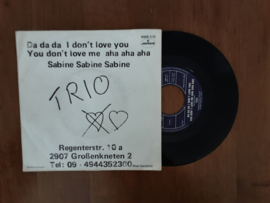 Da da da I don't love you
You don't love me aha aha aha
Sabine Sabine Sabine
TRIO
Regenterstr. 10 a
2907 Großenkneten 2
Tel: 09 - 4944352380